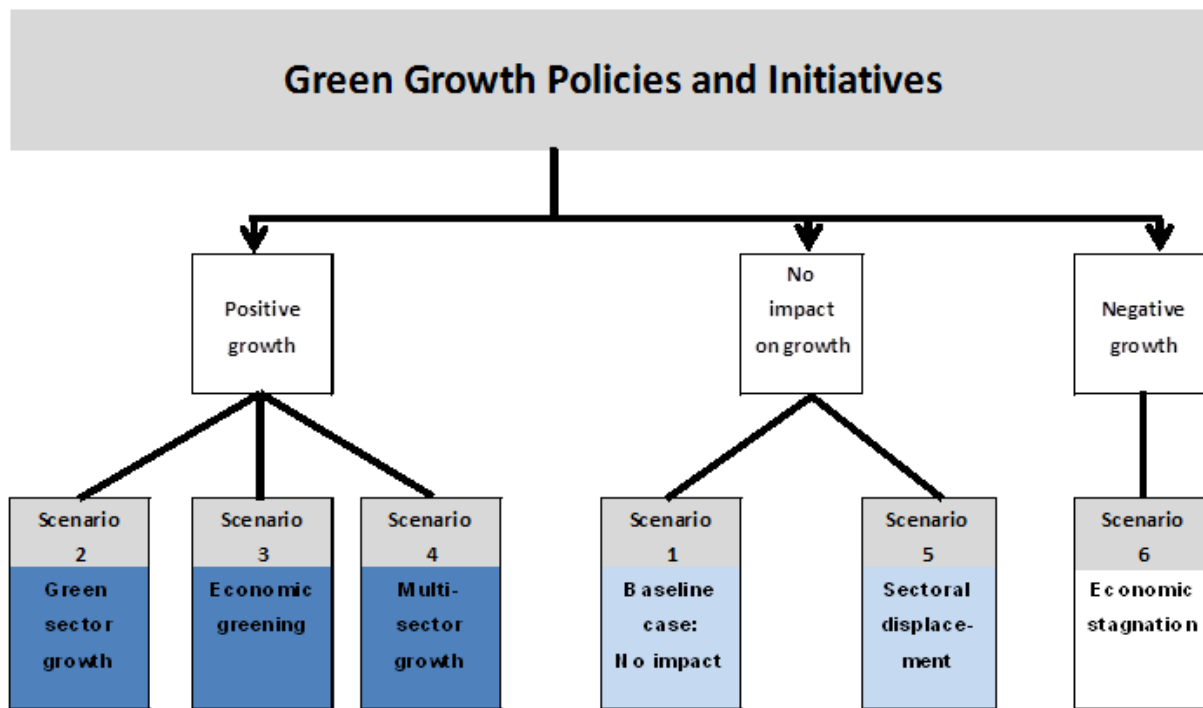 Green Growth Policies and Initiatives
Positive
growth
No
impact
on growth
Negative
growth
Scenario
2
Green
sector
growth
Scenario
3
Economic
greening
Scenario
4
Multi-
sector
growth
Scenario
1
Baseline
case:
No impact
Scenario
5
Sectoral
displace-
ment
Scenario
6
Economic
stagnation